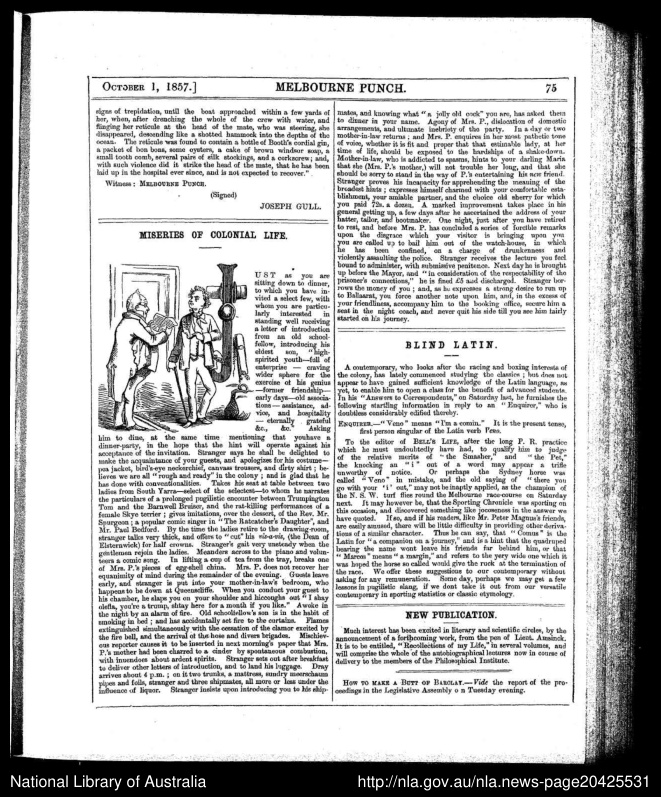 OCTOBER 1, 1857.] MELBOURNE PUNCH. 75
signs of trepidation, until the boat approached within a few yards of
her, when, after drenching the whole of the crew with water, and
flinging her reticule at the head of the mate, who was steering, she
disappeared, descending like a shotted hammock into the depths of the
ocean. The reticule was found to contain a bottle of Booth's cordial gin,
a packet of bon bons, some oysters, a cake of brown windsor soap, a
small tooth comb, several pairs of silk stockings, and a corkscrew; and,
with such violence did it strike the head of the mate, that he has been
laid up in the hospital ever since, and is not expected to recover."
Witness: MELBOURNE PUNCH.
(Signed)
JOSEPH GULL.
MISERIES OF COLONIAL LIFE.
UST as you are
sitting down to dinner,
to which you have in-
vited a select few, with
whom you are particu-
larly interested in
standing well receiving
a letter of introduction
from an old school-
fellow, introducing his
eldest son, "high-
spirited youth—full of
enterprise — craving
wider sphere for the
exercise of his genius
—former friendship—
early days—old associa-
tions — assistance, ad-
vice, and hospitality
— eternally grateful
&c., &c." Asking
him to dine, at the same time mentioning that youhave a
dinner-party, in the hope that the hint will operate against his
acceptance of the invitation. Stranger says he shall be delighted to
make the acquaintance of your guests, and apologizes for his costume—
pea jacket, bird's-eye neckerchief, canvass trousers, and dirty shirt; be-
lieves we are all "rough and ready" in the colony; and is glad that he
has done with conventionalities. Takes his seat at table between two
ladies from South Yarra—select of the selectest—to whom he narrates
the particulars of a prolonged pugilistic encounter between Trumpington
Tom and the Barnwell Bruiser, and the rat-killing performances of a
female Skye terrier; gives imitations, over the dessert, of the Rev. Mr.
Spurgeon; a popular comic singer in "The Ratcatcher's Daughter", and
Mr. Paul Bedford. By the time the ladies retire to the drawing-room,
stranger talks very thick, and offers to "cut" his vis-a-vis, (the Dean of
Elsternwick) for half crowns. Stranger's gait very unsteady when the
gentlemen rejoin the ladies. Meanders across to the piano and volun-
teers a comic song. In lifting a cup of tea from the tray, breaks one
of Mrs. P.'s pieces of egg-shell china. Mrs. P. does not recover her
equanimity of mind during the remainder of the evening. Guests leave
early, and stranger is put into your mother-in-law's bedroom, who
happens to be down at Queenscliffe. When you conduct your guest to
his chamber, he slaps you on your shoulder and hiccoughs out "I shay
olefla, you're a trump, shtay here for a month if you like." Awoke in
the night by an alarm of fire. Old schoolfellow's son is in the habit of
smoking in bed; and has accidentally set fire to the curtains. Flames
extinguished simultaneously with the cessation of the clamor excited by
the fire bell, and the arrival of the hose and divers brigades. Mischiev-
ous reporter causes it to be inserted in next morning's paper that Mrs.
P.'s mother had been charred to a cinder by spontaneous combustion,
with inuendoes about ardent spirits. Stranger sets out after breakfast
to deliver other letters of introduction, and to land his luggage. Dray
arrives about 4 p.m.; on it two trunks, a mattress, sundry meerschaum
pipes and foils, stranger and three shipmates, all more or less under the
influence of liquor. Stranger insists upon introducing you to his ship-
mates, and knowing what "a jolly old cock" you are, has asked them
to dinner in your name. Agony of Mrs. P., dislocation of domestic
arrangements, and ultimate inebriety of the party. In a day or two
mother-in-law returns; and Mrs. P. enquires in her most pathetic tone
of voice, whether it is fit and proper that that estimable lady, at her
time of life, should be exposed to the hardships of a shake-down.
Mother-in-law, who is addicted to spasms, hints to your darling Maria
that she (Mrs. P.'s mother,) will not trouble her long, and that she
should be sorry to stand in the way of P.'s entertaining his new friend.
Stranger proves his incapacity for apprehending the meaning of the
broadest hints; expresses himself charmed with your comfortable esta-
blishment, your amiable partner, and the choice old sherry for which
you paid 72s. a dozen. A marked improvement takes place in his
general getting up, a few days after he ascertained the address of your
hatter, tailor, and bootmaker. One night, just after you have retired
to rest, and before Mrs. P. has concluded a series of forcible remarks
upon the disgrace which your visitor is bringing upon you
you are called up to bail him out of the watch-house, in which
he has been confined, on a charge of drunkenness and
violently assaulting the police. Stranger receives the lecture you feel
bound to administer, with submissive penitence. Next day he is brought
up before the Mayor, and "in consideration of the respectability of the
prisoner's connections," he is fined £5 and discharged. Stranger bor-
rows the money of you; and, as he expresses a strong desire to run up
to Ballaarat, you force another note upon him, and, in the excess of
your friendliness, accompany him to the booking office, secure him a
seat in the night coach, and never quit his side till you see him fairly
started on his journey.
BLIND LATIN.
A contemporary, who looks after the racing and boxing interests of
the colony, has lately commenced studying the classics; but does not
appear to have gained sufficient knowledge of the Latin language, as
yet, to enable him to open a class for the benefit of advanced students.
In his "Answers to Correspondents," on Saturday last, he furnishes the
following startling information in reply to an "Enquirer," who is
doubtless considerably edified thereby.
ENQUIRER.—"Veno" means "I'm a comin." It is the present tense,
first person singular of the Latin verb Veno.
To the editor of BELL'S LIFE, after the long P. R. practice
which he must undoubtedly have had, to qualify him to judge
of the relative merits of "the Smasher," and "the Pet,"
the knocking an "i" out of a word may appear a trifle
unworthy of notice. Or perhaps the Sydney horse was
called "Veno" in mistake, and the old saying of "there you
go with your 'i' out," may not be inaptly applied, as the champion of
the N. S. W. turf flies round the Melbourne race-course on Saturday
next. It may however be, that the Sporting Chronicle was sporting on
this occasion, and discovered something like jocoseness in the answer we
have quoted. If so, and if his readers, like Mr. Peter Magnus's friends,
are easily amused, there will be little difficulty in providing other deriva-
tions of a similar character. Thus he can say, that "Comus" is the
Latin for "a companion on a journey," and is a hint that the quadruped
bearing the name wont leave his friends far behind him, or that
"Marcos" means "a margin," and refers to the very wide one which it
was hoped the horse so called would give the ruck at the termination of
the race. We offer these suggestions to our contemporary without
asking for any remuneration. Some day, perhaps we may get a few
lessons in pugilistic slang, if we dont take it out from our versatile
contemporary in sporting statistics or classic etymology.
NEW PUBLICATION.
Much interest has been excited in literary and scientific circles, by the
announcement of a forthcoming work, from the pen of Lieut. Amsinck.
It is to be entitled, "Recollections of my Life," in several volumes, and
will comprise the whole of the autobiographical lectures now in course of
delivery to the members of the Philosophical Institute.
HOW TO MAKE A BUTT OF BARCLAY.—Vide the report of the pro-
ceedings in the Legislative Assembly on Tuesday evening.
National Library of Australia http://nla.gov.au/nla.news-page20425531